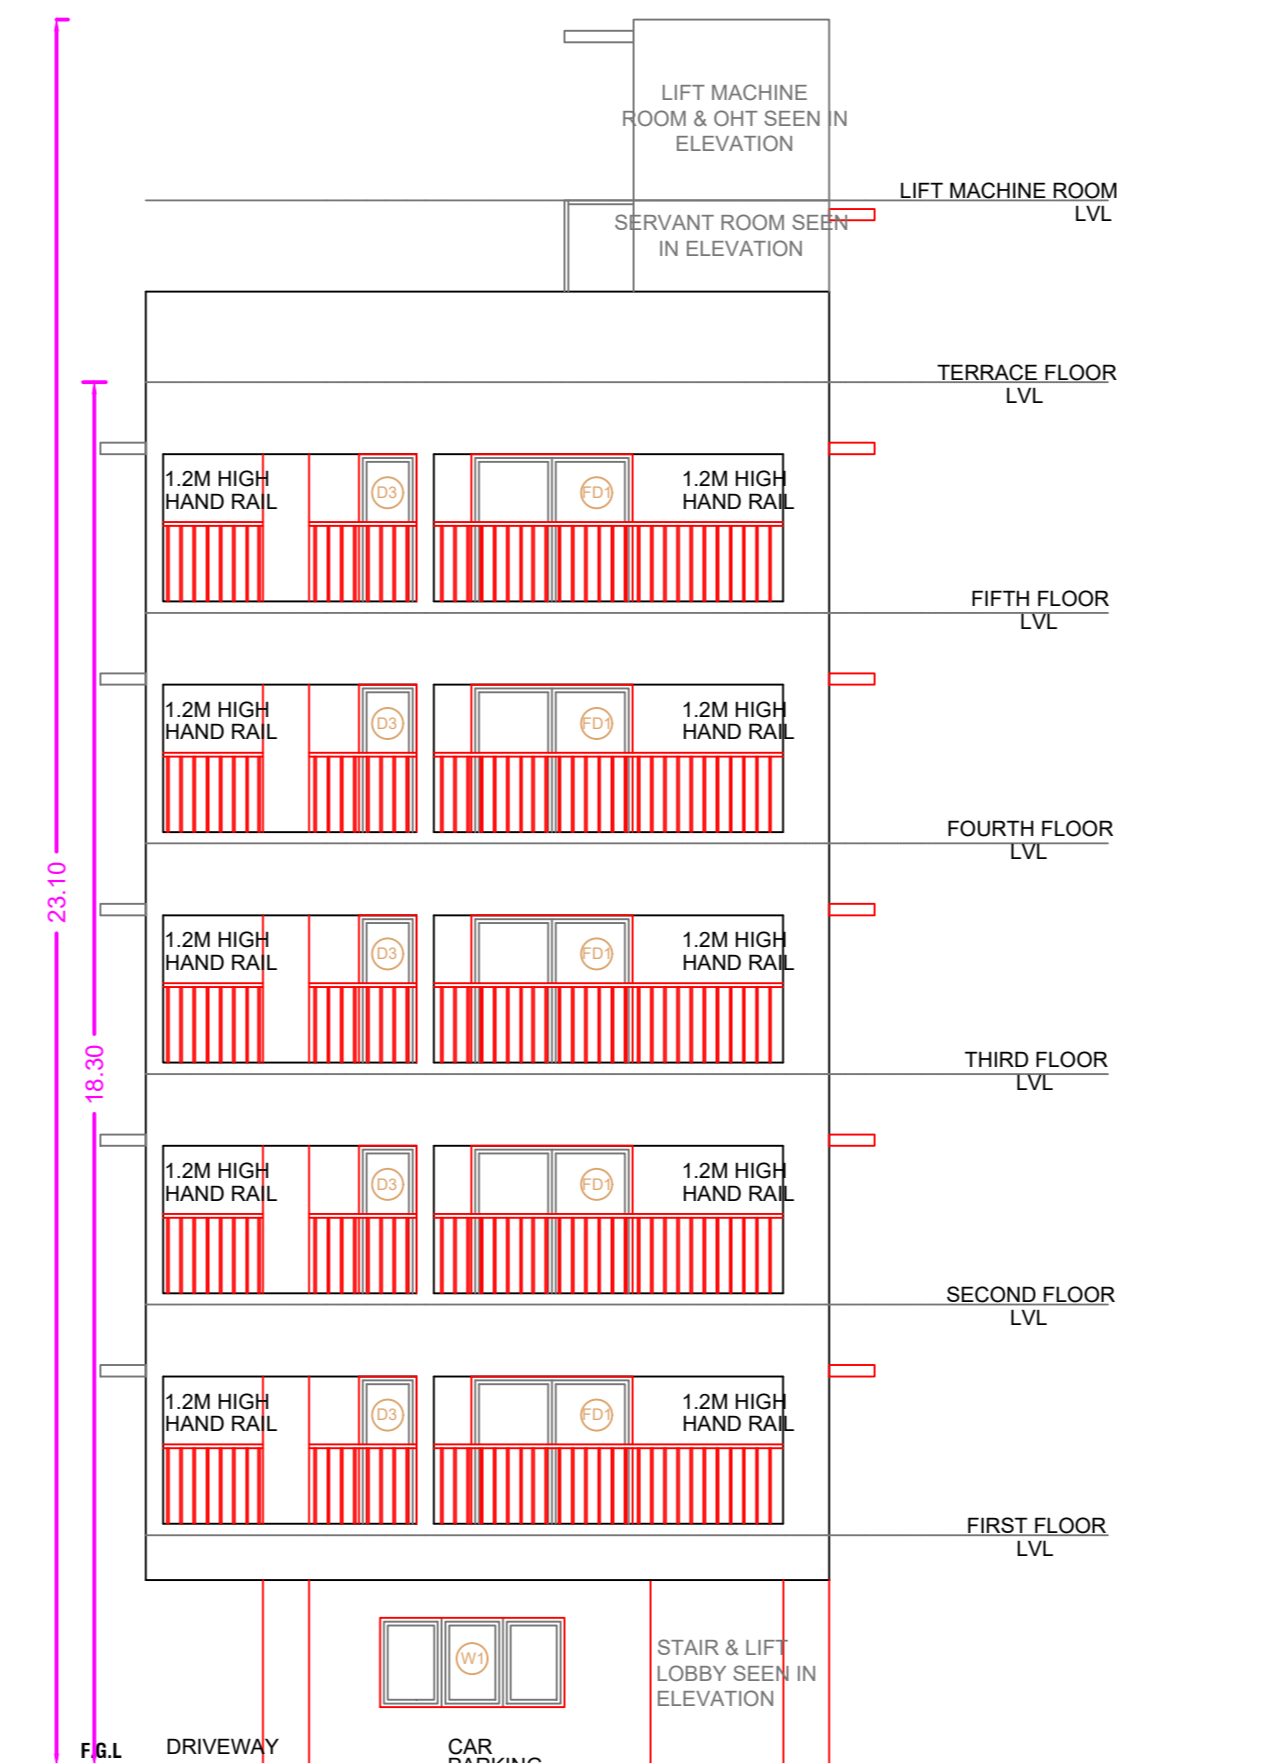 LIFT MACHINE
ROOM & OHT SEEN IN
ELEVATION
LIFT MACHINE ROOM
LVL
SERVANT ROOM SEEN
IN ELEVATION
TERRACE FLOOR
LVL
1.2M HIGH
HAND RAIL
D3
FD1
1.2M HIGH
HAND RAIL
FIFTH FLOOR
LVL
1.2M HIGH
HAND RAIL
D3
FD1
1.2M HIGH
HAND RAIL
FOURTH FLOOR
LVL
23.10
1.2M HIGH
HAND RAIL
D3
FD1
1.2M HIGH
HAND RAIL
THIRD FLOOR
LVL
18.30
1.2M HIGH
HAND RAIL
D3
FD1
1.2M HIGH
HAND RAIL
SECOND FLOOR
LVL
1.2M HIGH
HAND RAIL
D3
FD1
1.2M HIGH
HAND RAIL
FIRST FLOOR
LVL
W1
STAIR & LIFT
LOBBY SEEN IN
ELEVATION
F.G.L
DRIVEWAY
CAR
PARKING